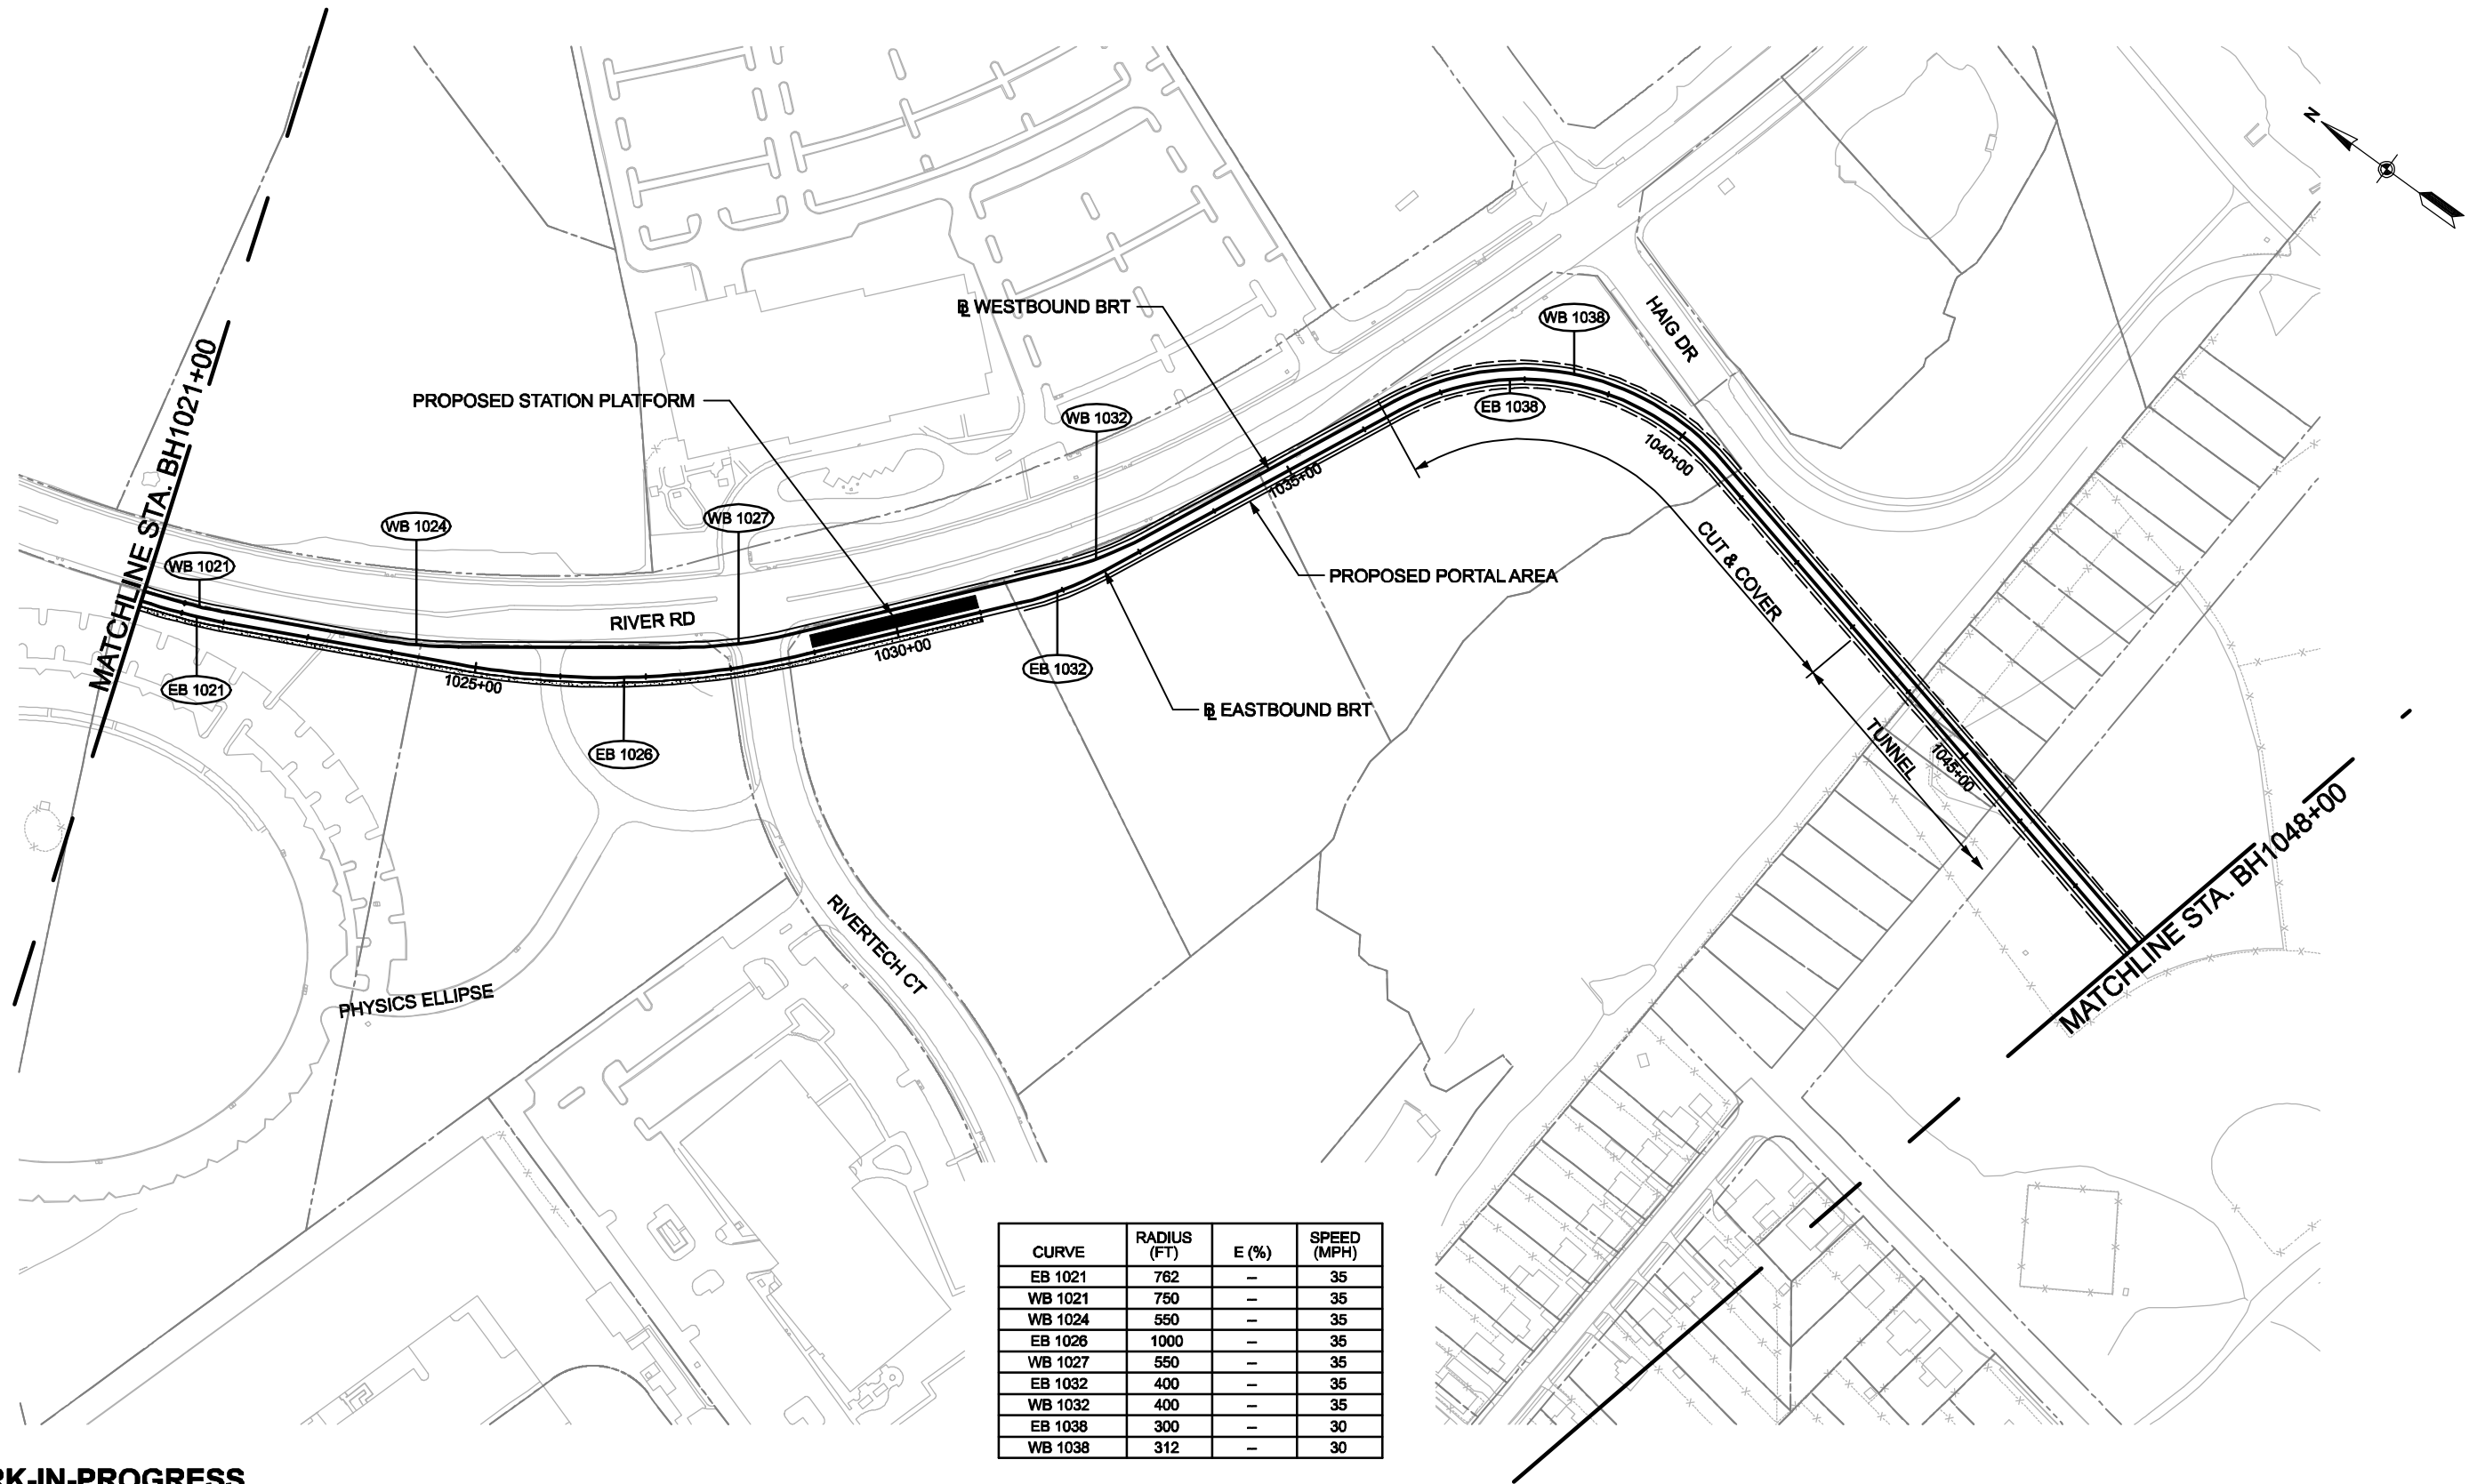 N
℄ WESTBOUND BRT
WB 1038
HAIG DR
PROPOSED STATION PLATFORM
WB 1032
EB 1038
1040+00
MATCHLINE STA. BH1021+00
1035+00
WB 1024
WB 1027
CUT & COVER
WB 1021
PROPOSED PORTAL AREA
RIVER RD
1030+00
EB 1032
1025+00
EB 1021
℄ EASTBOUND BRT
EB 1026
TUNNEL
1045+00
MATCHLINE STA. BH1048+00
RIVERTECH CT
PHYSICS ELLIPSE
CURVE RADIUS (FT) E (%) SPEED (MPH)
EB 1021 762 – 35
WB 1021 750 – 35
WB 1024 550 – 35
EB 1026 1000 – 35
WB 1027 550 – 35
EB 1032 400 – 35
WB 1032 400 – 35
EB 1038 300 – 30
WB 1038 312 – 30
RK-IN-PROGRESS